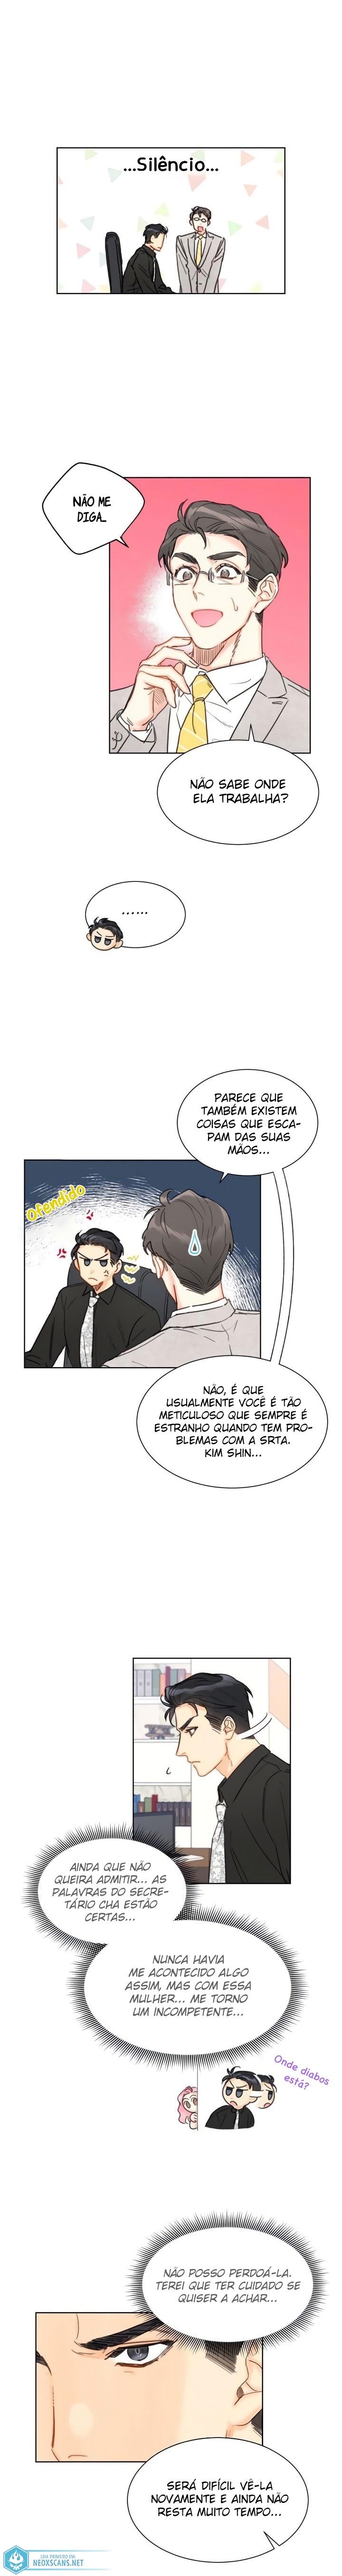 ...Silêncio...
NÃO ME
DIGA...
NÃO SABE ONDE
ELA TRABALHA?
......
PARECE QUE
TAMBÉM EXISTEM
COISAS QUE ESCA-
PAM DAS SUAS
MÃOS...
Ofendido
NÃO, É QUE
USUALMENTE VOCÊ É TÃO
METICULOSO QUE SEMPRE É
ESTRANHO QUANDO TEM PRO-
BLEMAS COM A SRTA.
KIM SHIN...
AINDA QUE NÃO
QUEIRA ADMITIR... AS
PALAVRAS DO SECRE-
TÁRIO CHA ESTÃO
CERTAS...
NUNCA HAVIA
ME ACONTECIDO ALGO
ASSIM, MAS COM ESSA
MULHER... ME TORNO
UM INCOMPETENTE...
Onde diabos
está?
NÃO POSSO PERDOÁ-LA.
TEREI QUE TER CUIDADO SE
QUISER A ACHAR...
SERÁ DIFÍCIL VÊ-LA
NOVAMENTE E AINDA NÃO
RESTA MUITO TEMPO...
LEIA PRIMEIRO EM:
NEOXSCANS.NET